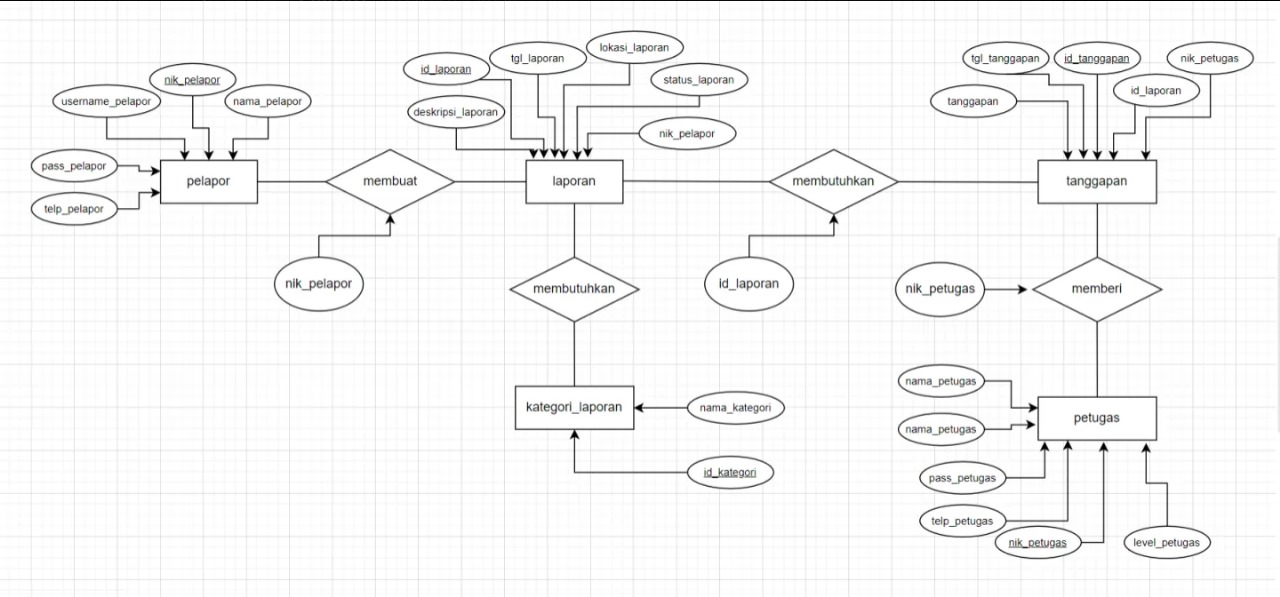 lokasi_laporan
id_laporan
tgl_laporan
status_laporan
tgl_tanggapan
id_tanggapan
nik_petugas
nik_pelapor
username_pelapor
nama_pelapor
deskripsi_laporan
nik_pelapor
tanggapan
id_laporan
pass_pelapor
telp_pelapor
pelapor
membuat
laporan
membutuhkan
tanggapan
nik_pelapor
membutuhkan
id_laporan
nik_petugas
memberi
kategori_laporan
nama_kategori
id_kategori
nama_petugas
nama_petugas
petugas
pass_petugas
telp_petugas
nik_petugas
level_petugas